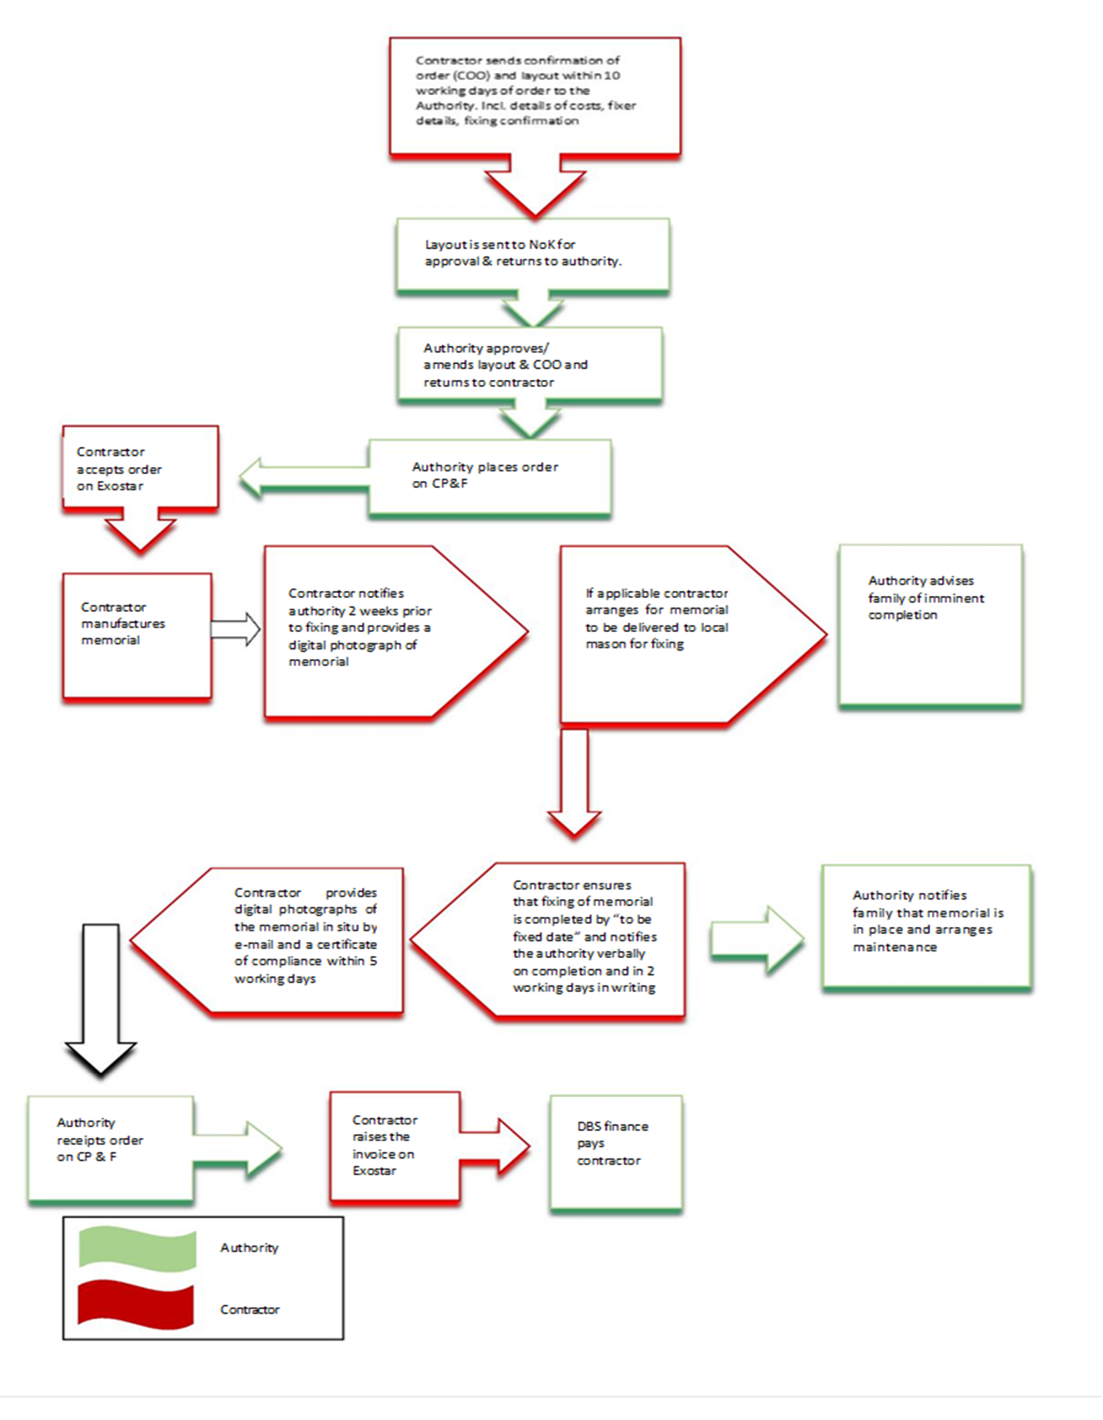 Contractor sends confirmation of
order (COO) and layout within 10
working days of order to the
Authority. Incl. details of costs, fixer
details, fixing confirmation
Layout is sent to NoK for
approval & returns to authority.
Authority approves/
amends layout & COO and
returns to contractor
Authority places order
on CP&F
Contractor
accepts order
on Exostar
Contractor
manufactures
memorial
Contractor notifies
authority 2 weeks prior
to fixing and provides a
digital photograph of
memorial
If applicable contractor
arranges for memorial
to be delivered to local
mason for fixing
Authority advises
family of imminent
completion
Contractor provides
digital photographs of
the memorial in situ by
e-mail and a certificate
of compliance within 5
working days
Contractor ensures
that fixing of memorial
is completed by “to be
fixed date” and notifies
the authority verbally
on completion and in 2
working days in writing
Authority notifies
family that memorial is
in place and arranges
maintenance
Authority
receipts order
on CP & F
Contractor
raises the
invoice on
Exostar
DBS finance
pays
contractor
Authority
Contractor